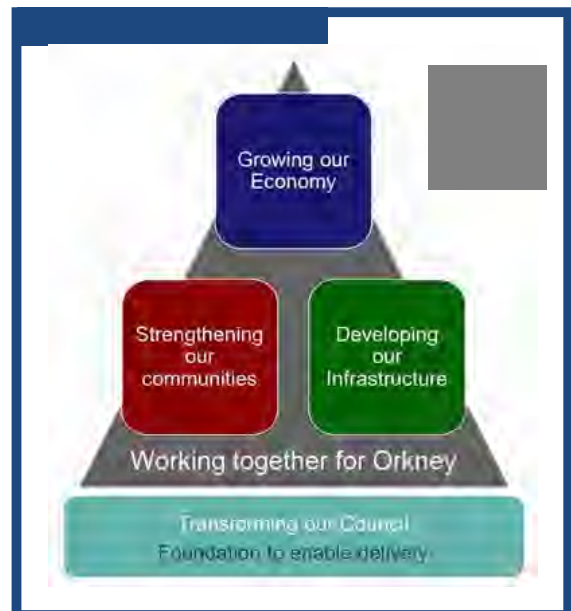 Growing our
Economy
Strengthening
our
communities
Developing
our
Infrastructure
Working together for Orkney
Transforming our Council
Foundation to enable delivery